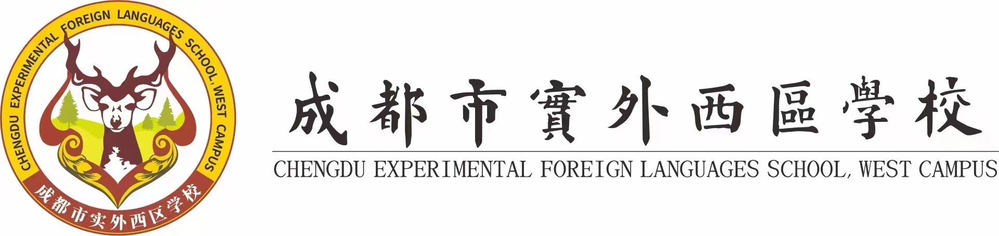 CHENGDU EXPERIMENTAL FOREIGN LANGUAGES SCHOOL, WEST CAMPUS
成都市实外西区学校
成都市實外西區學校
CHENGDU EXPERIMENTAL FOREIGN LANGUAGES SCHOOL, WEST CAMPUS